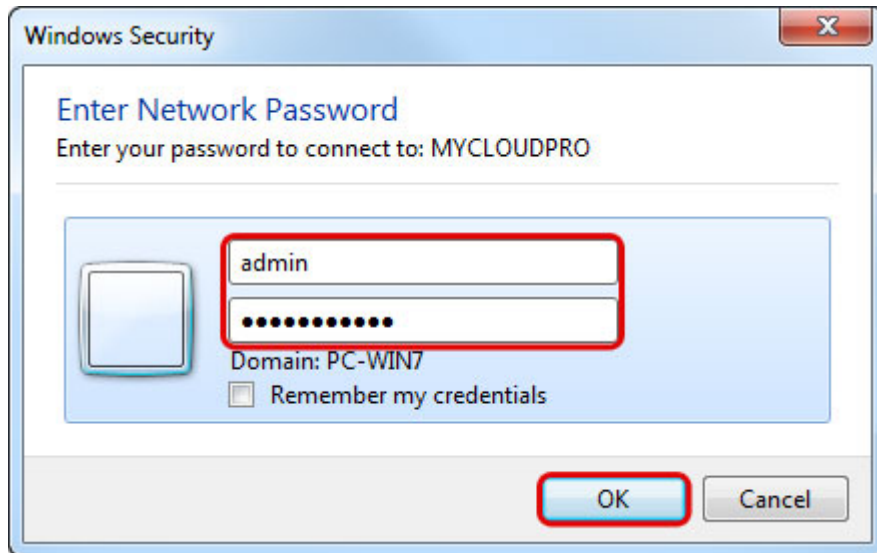 Windows Security
Enter Network Password
Enter your password to connect to: MYCLOUDPRO
admin
●●●●●●●●●●●
Domain: PC-WIN7
Remember my credentials
OK
Cancel